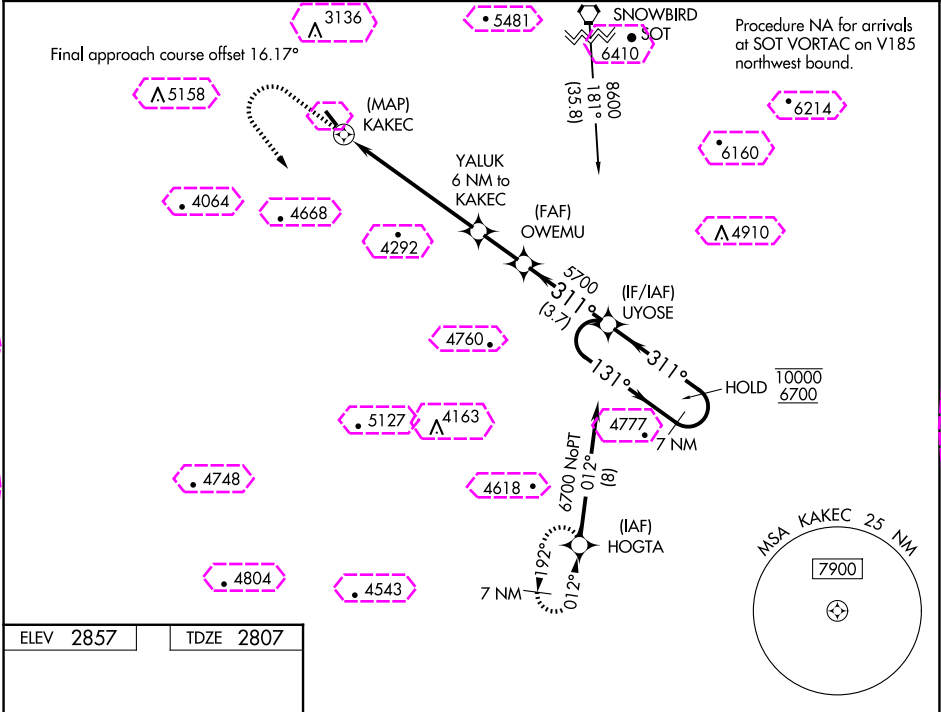 Final approach course offset 16.17°
3136
5481
SNOWBIRD
SOT
6410
Procedure NA for arrivals
at SOT VORTAC on V185
northwest bound.
5158
(MAP)
KAKEC
8600
181°
(35.8)
6214
6160
YALUK
6 NM to
KAKEC
4064
4668
4292
(FAF)
OWEMU
4910
5700
311°
(3.7)
(IF/IAF)
UYOSE
4760
311°
131°
HOLD
10000
6700
7 NM
5127
4163
4777
4748
4618
6700 NoPT
012°
(8)
(IAF)
HOGTA
192°
012°
7 NM
4804
4543
MSA KAKEC 25 NM
7900
ELEV 2857
TDZE 2807